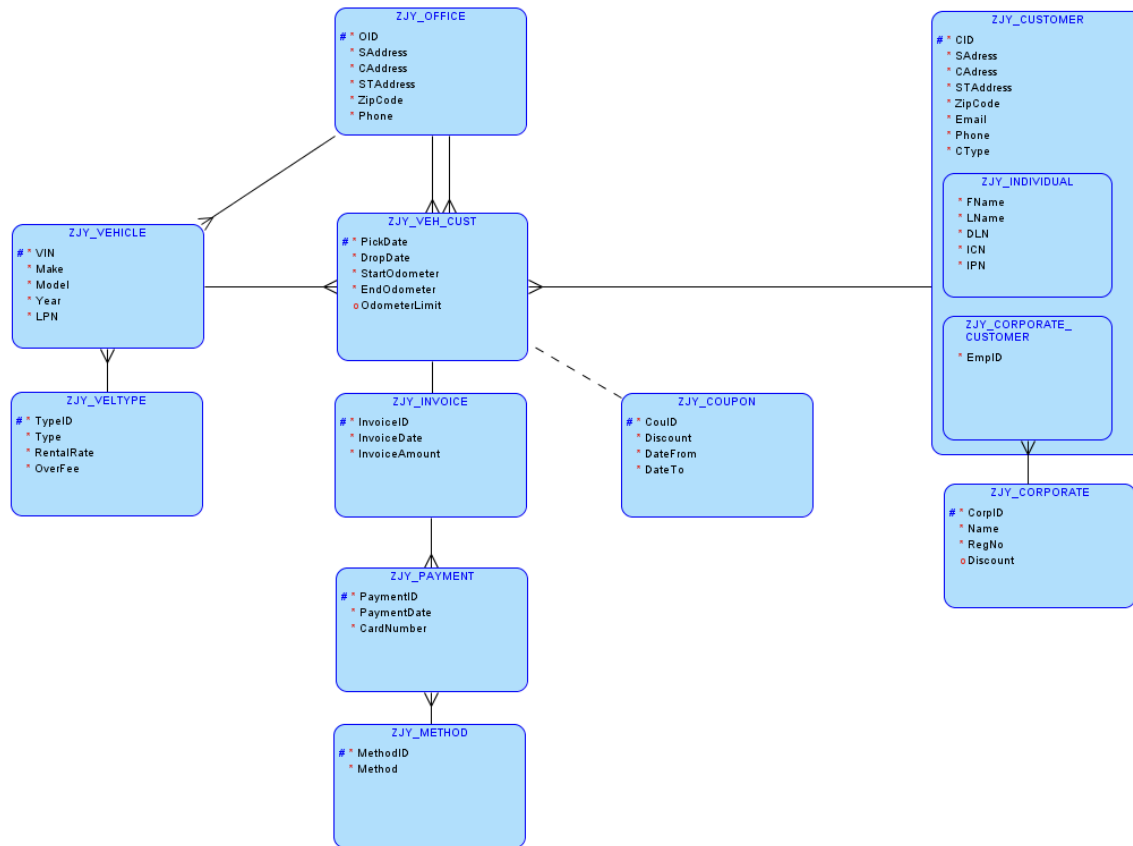 ZJY_OFFICE
# * OID
* SAddress
* CAddress
* STAddress
* ZipCode
* Phone
ZJY_CUSTOMER
# * CID
* SAdress
* CAdress
* STAddress
* ZipCode
* Email
* Phone
* CType
ZJY_INDIVIDUAL
* FName
* LName
* DLN
* ICN
* IPN
ZJY_CORPORATE_
CUSTOMER
* EmpID
ZJY_VEHICLE
# * VIN
* Make
* Model
* Year
* LPN
ZJY_VEH_CUST
# * PickDate
* DropDate
* StartOdometer
* EndOdometer
o OdometerLimit
ZJY_VELTYPE
# * TypeID
* Type
* RentalRate
* OverFee
ZJY_INVOICE
# * InvoiceID
* InvoiceDate
* InvoiceAmount
ZJY_COUPON
# * CouID
* Discount
* DateFrom
* DateTo
ZJY_CORPORATE
# * CorpID
* Name
* RegNo
o Discount
ZJY_PAYMENT
# * PaymentID
* PaymentDate
* CardNumber
ZJY_METHOD
# * MethodID
* Method